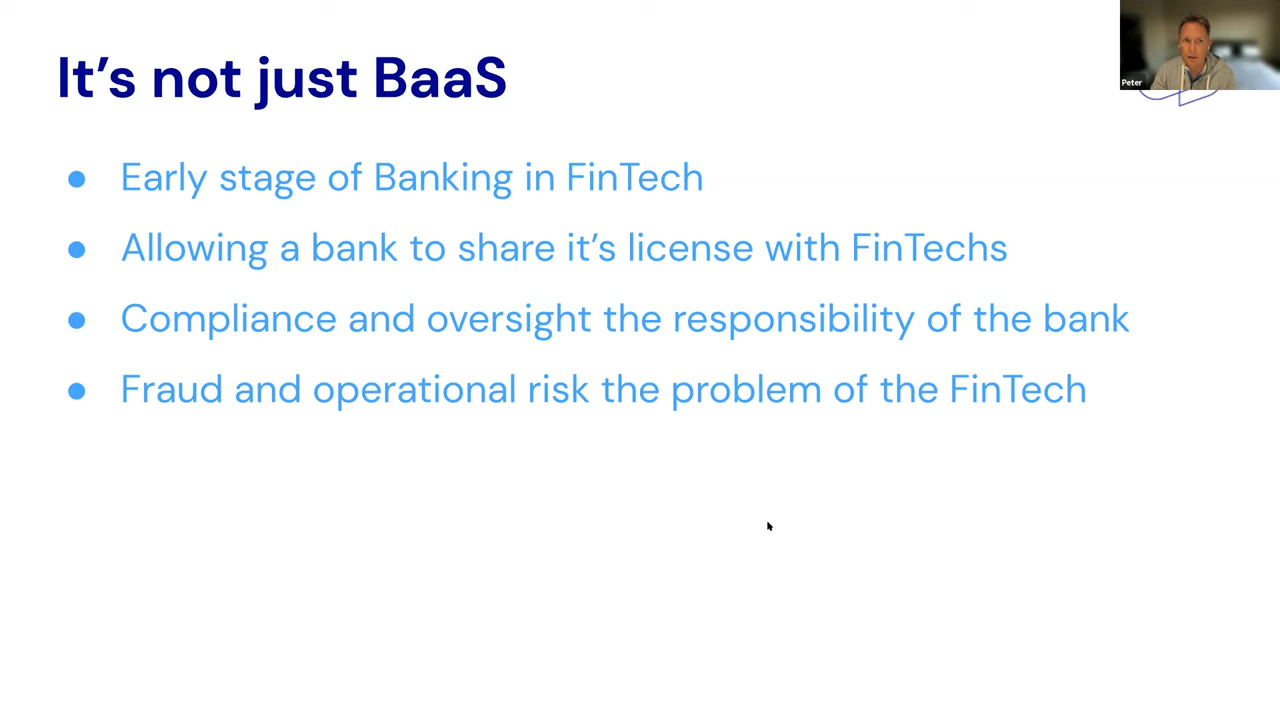 It's not just BaaS
Peter
● Early stage of Banking in FinTech
● Allowing a bank to share it's license with FinTechs
● Compliance and oversight the responsibility of the bank
● Fraud and operational risk the problem of the FinTech